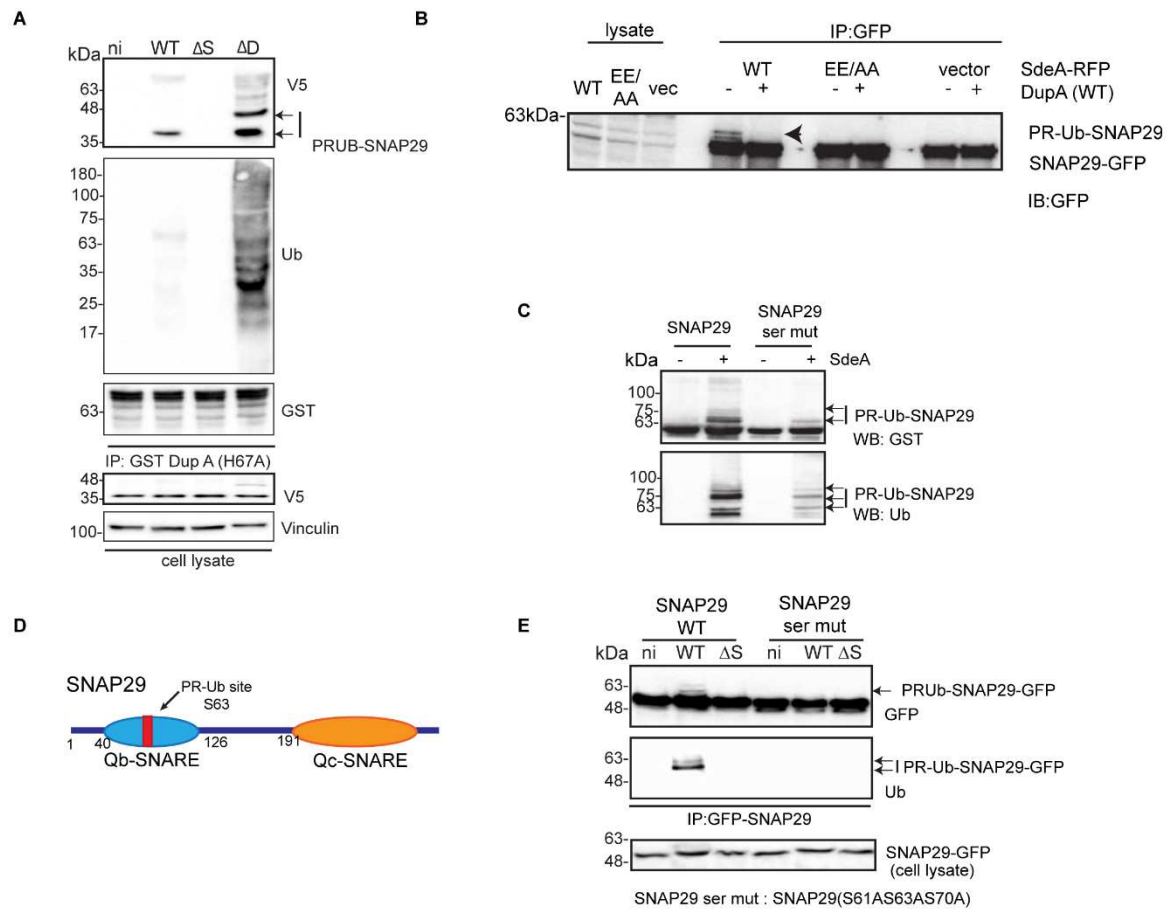 A
kDa
ni WT ΔS ΔD
63-
48-
35-
V5
PRUB-SNAP29
180-
100-
75-
63-
48-
35-
25-
17-
Ub
63-
GST
IP: GST Dup A (H67A)
48-
35-
V5
100-
Vinculin
cell lysate
B
lysate
IP:GFP
WT EE/AA vec
WT EE/AA vector SdeA-RFP
- + - + - + DupA (WT)
63kDa-
PR-Ub-SNAP29
SNAP29-GFP
IB:GFP
C
SNAP29
SNAP29
ser mut
kDa - + - + SdeA
100-
75-
63-
PR-Ub-SNAP29
WB: GST
100-
75-
63-
PR-Ub-SNAP29
WB: Ub
D
SNAP29
PR-Ub site
S63
1 40 126 191
Qb-SNARE Qc-SNARE
E
SNAP29
WT
SNAP29
ser mut
kDa ni WT ΔS ni WT ΔS
63-
48-
PRUb-SNAP29-GFP
GFP
63-
48-
PR-Ub-SNAP29-GFP
Ub
IP:GFP-SNAP29
63-
48-
SNAP29-GFP
(cell lysate)
SNAP29 ser mut : SNAP29(S61AS63AS70A)